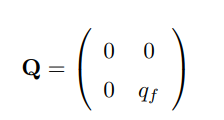 Q = ( 0 0
0 q_f )